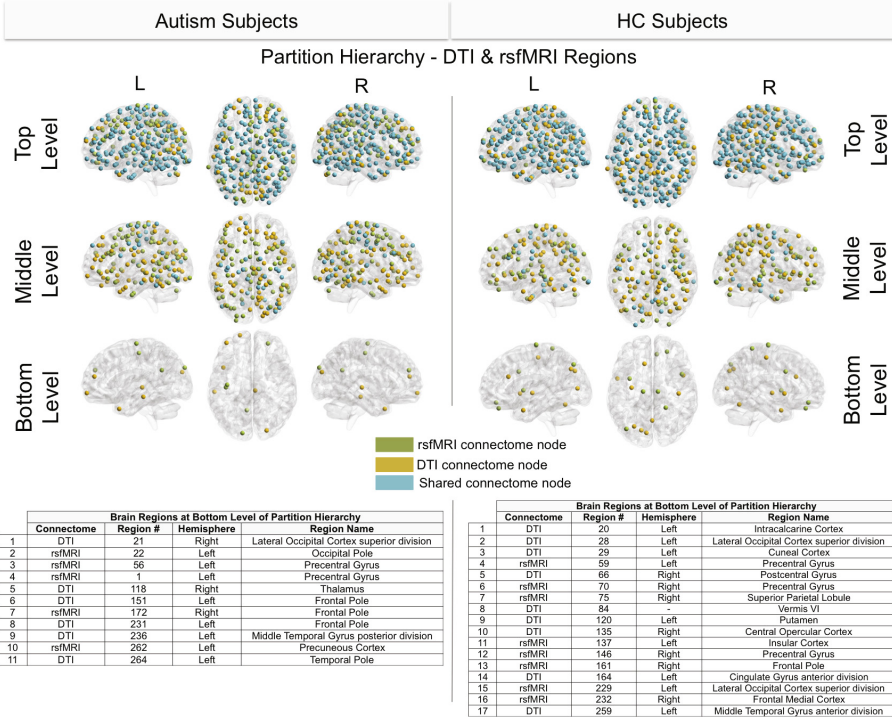 Autism Subjects
HC Subjects
Partition Hierarchy - DTI & rsfMRI Regions
L
R
L
R
Top Level
Top Level
Middle Level
Middle Level
Bottom Level
Bottom Level
rsfMRI connectome node
DTI connectome node
Shared connectome node
Brain Regions at Bottom Level of Partition Hierarchy
Connectome Region # Hemisphere Region Name
1 DTI 21 Right Lateral Occipital Cortex superior division
2 rsfMRI 22 Left Occipital Pole
3 rsfMRI 56 Left Precentral Gyrus
4 rsfMRI 1 Left Precentral Gyrus
5 DTI 118 Right Thalamus
6 DTI 151 Left Frontal Pole
7 rsfMRI 172 Right Frontal Pole
8 DTI 231 Left Frontal Pole
9 DTI 236 Left Middle Temporal Gyrus posterior division
10 rsfMRI 262 Left Precuneous Cortex
11 DTI 264 Left Temporal Pole
Brain Regions at Bottom Level of Partition Hierarchy
Connectome Region # Hemisphere Region Name
1 DTI 20 Left Intracalcarine Cortex
2 DTI 28 Left Lateral Occipital Cortex superior division
3 DTI 29 Left Cuneal Cortex
4 rsfMRI 59 Left Precentral Gyrus
5 DTI 66 Right Postcentral Gyrus
6 rsfMRI 70 Right Precentral Gyrus
7 rsfMRI 75 Right Superior Parietal Lobule
8 DTI 84 - Vermis VI
9 DTI 120 Left Putamen
10 DTI 135 Right Central Opercular Cortex
11 rsfMRI 137 Left Insular Cortex
12 rsfMRI 146 Right Precentral Gyrus
13 rsfMRI 161 Right Frontal Pole
14 DTI 164 Left Cingulate Gyrus anterior division
15 rsfMRI 229 Left Lateral Occipital Cortex superior division
16 rsfMRI 232 Right Frontal Medial Cortex
17 DTI 259 Left Middle Temporal Gyrus anterior division